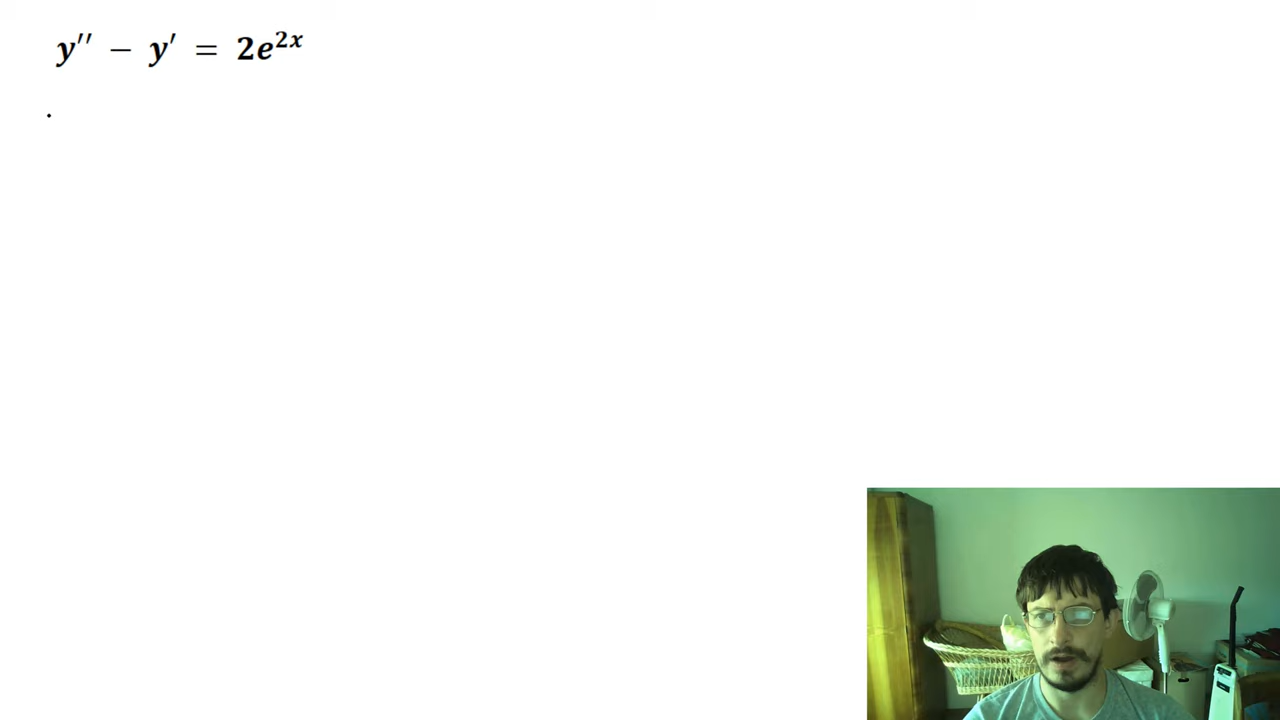 y′′ − y′ = 2e^{2x}